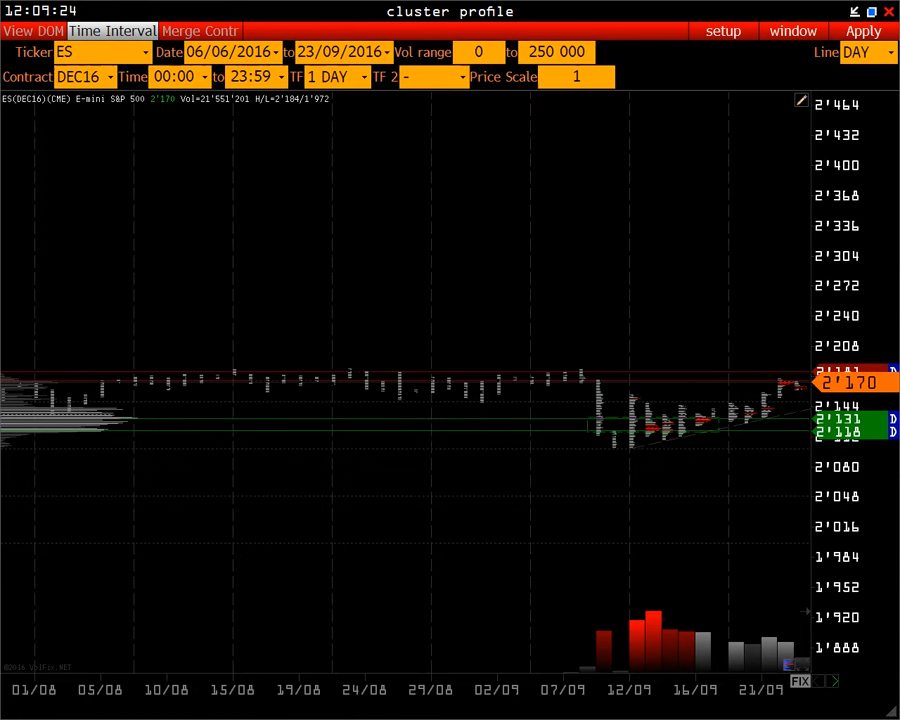 12:09:24 cluster profile
View DOM Time Interval Merge Contr setup window Apply
Ticker ES Date 06/06/2016 to 23/09/2016 Vol range 0 to 250 000 Line DAY
Contract DEC16 Time 00:00 to 23:59 TF 1 DAY TF 2 - Price Scale 1
ES(DEC16)(CME) E-mini S&P 500 2'170 Vol=21'551'201 H/L=2'184/1'972
2'464
2'432
2'400
2'368
2'336
2'304
2'272
2'240
2'208
2'181 D
2'170
2'144
2'131 D
2'118 D
2'080
2'048
2'016
1'984
1'952
1'920
1'888
©2016 VolFix.NET
FIX
01/08 05/08 10/08 15/08 19/08 24/08 29/08 02/09 07/09 12/09 16/09 21/09